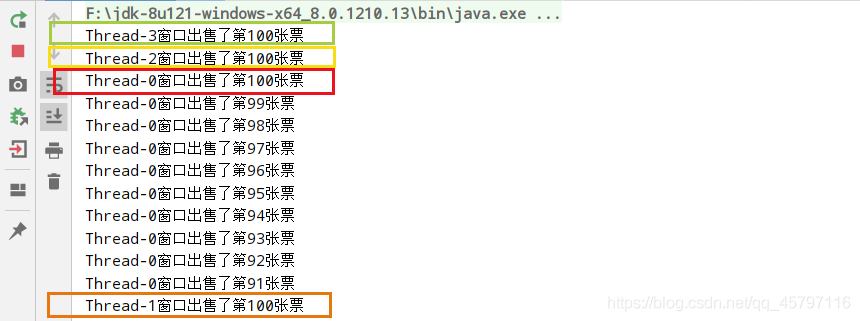 F:\jdk-8u121-windows-x64_8.0.1210.13\bin\java.exe ...
Thread-3窗口出售了第100张票
Thread-2窗口出售了第100张票
Thread-0窗口出售了第100张票
Thread-0窗口出售了第99张票
Thread-0窗口出售了第98张票
Thread-0窗口出售了第97张票
Thread-0窗口出售了第96张票
Thread-0窗口出售了第95张票
Thread-0窗口出售了第94张票
Thread-0窗口出售了第93张票
Thread-0窗口出售了第92张票
Thread-0窗口出售了第91张票
Thread-1窗口出售了第100张票
https://blog.csdn.net/qq_45797116